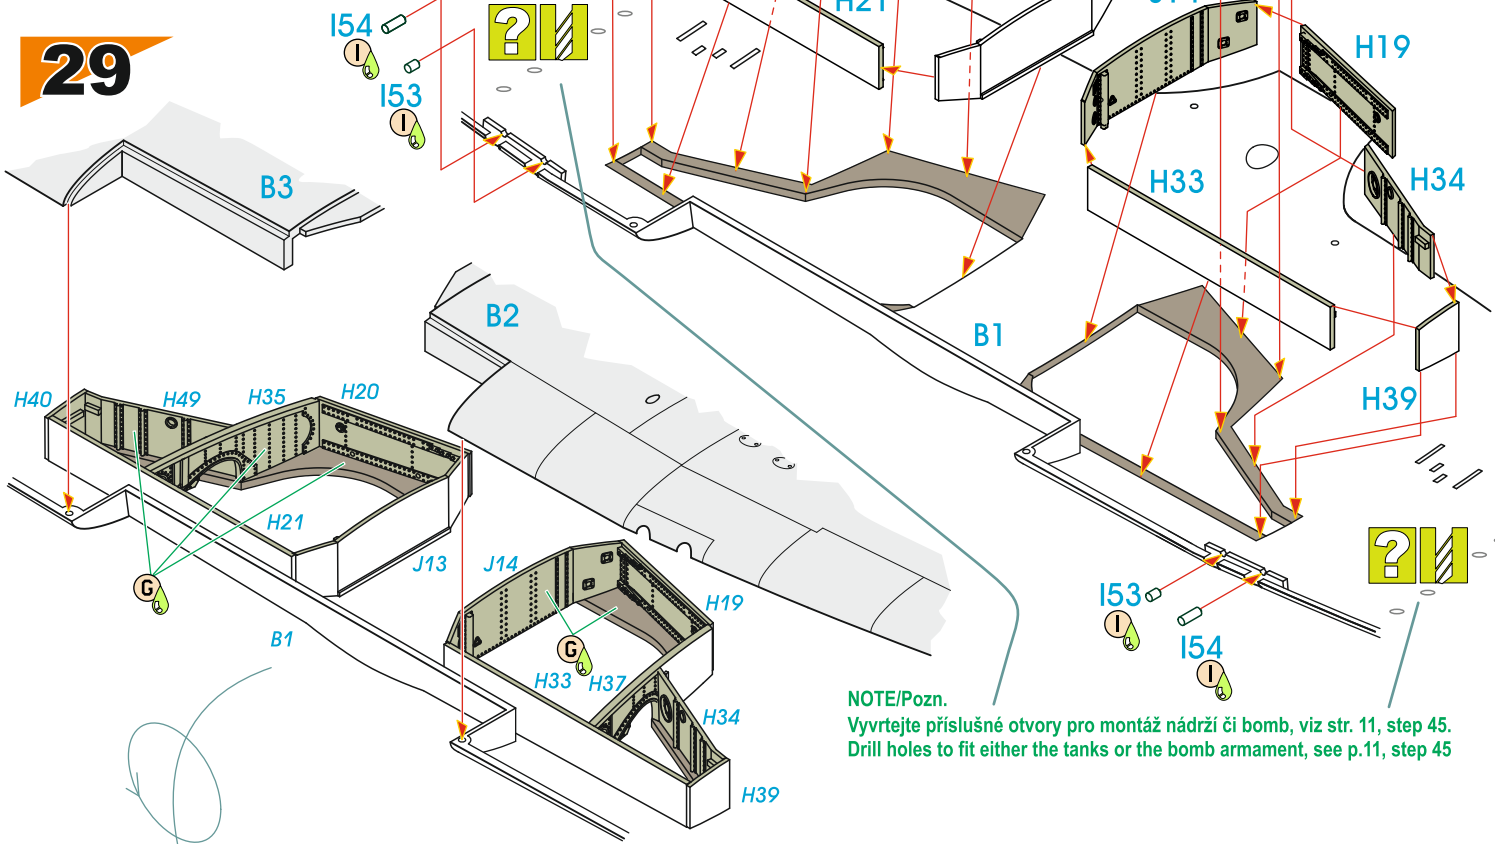 29
I54
I
I53
I
?
H21
H19
H33
H34
B3
B2
B1
H39
H40
H49
H35
H20
H21
J13
G
B1
J14
H19
G
H33
H37
H34
H39
?
I53
I
I54
I
NOTE/Pozn.
Vyvrtejte příslušné otvory pro montáž nádrží či bomb, viz str. 11, step 45.
Drill holes to fit either the tanks or the bomb armament, see p.11, step 45